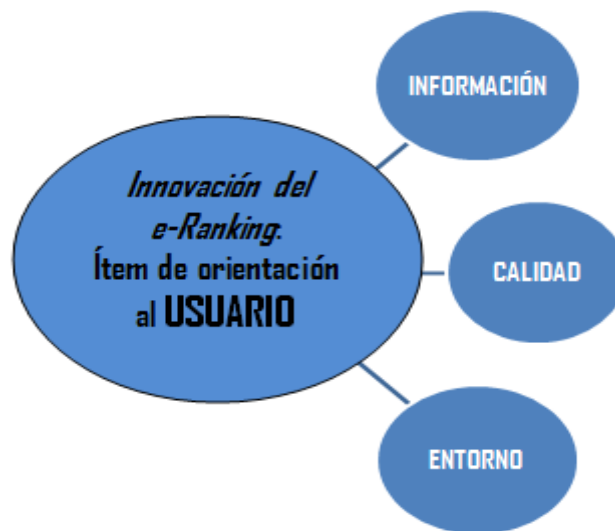 INFORMACIÓN
Innovación del
e-Ranking:
Ítem de orientación
al USUARIO
CALIDAD
ENTORNO